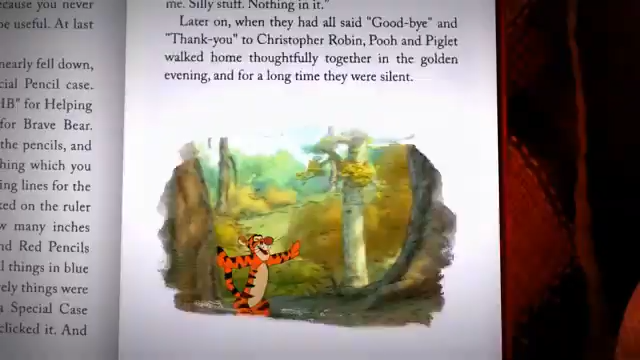 ecause you never
be useful. At last
nearly fell down,
cial Pencil case.
HB" for Helping
for Brave Bear.
the pencils, and
hing which you
ing lines for the
ked on the ruler
w many inches
nd Red Pencils
l things in blue
ely things were
a Special Case
clicked it. And
me. Silly stuff. Nothing in it."
Later on, when they had all said "Good-bye" and
"Thank-you" to Christopher Robin, Pooh and Piglet
walked home thoughtfully together in the golden
evening, and for a long time they were silent.